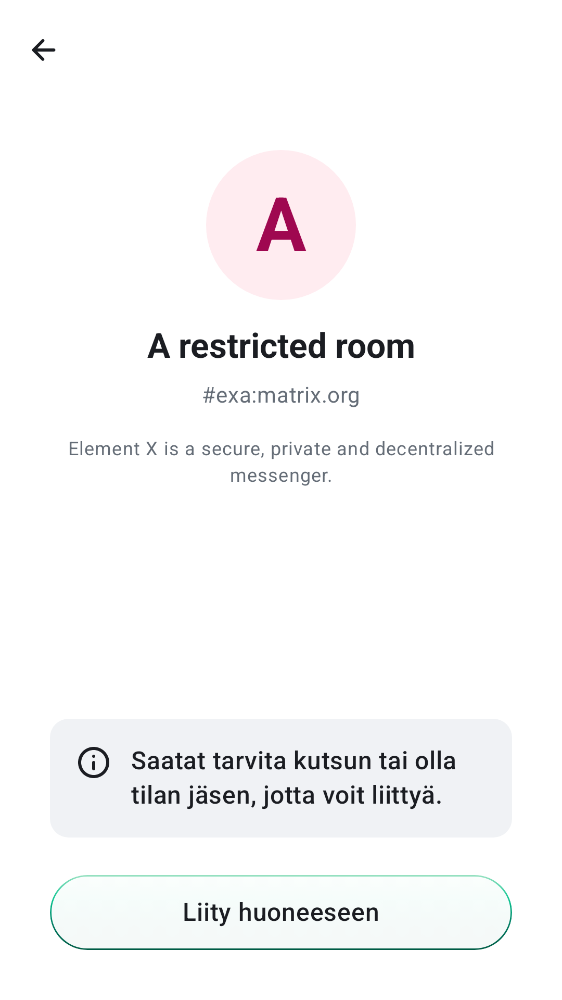 A
A restricted room
#exa:matrix.org
Element X is a secure, private and decentralized
messenger.
Saatat tarvita kutsun tai olla
tilan jäsen, jotta voit liittyä.
Liity huoneeseen